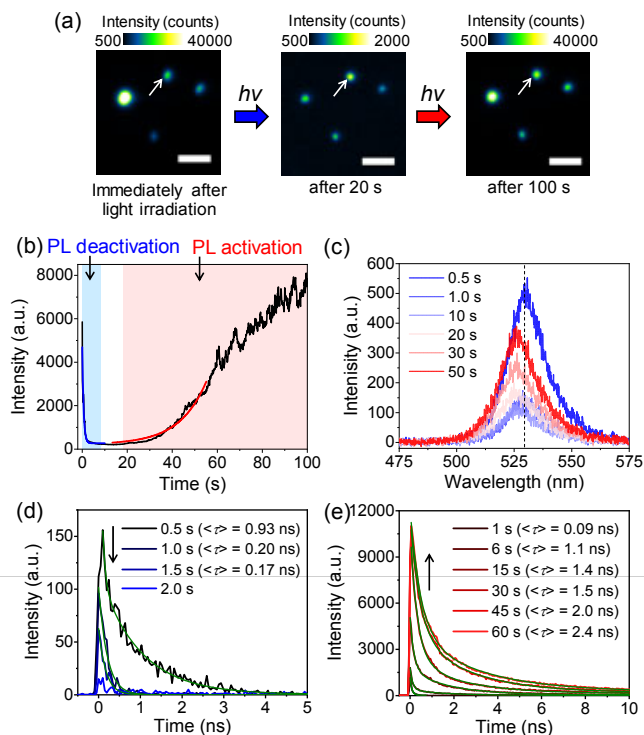 (a)
Intensity (counts)
500 40000
Intensity (counts)
500 2000
Intensity (counts)
500 40000
hv
hv
Immediately after
light irradiation
after 20 s
after 100 s
(b)
PL deactivation
PL activation
8000
6000
4000
2000
0
Intensity (a.u.)
0 20 40 60 80 100
Time (s)
(c)
600
500
400
300
200
100
0
Intenisity (a.u.)
0.5 s
1.0 s
10 s
20 s
30 s
50 s
475 500 525 550 575
Wavelength (nm)
(d)
150
100
50
0
Intensity (a.u.)
0.5 s (<τ> = 0.93 ns)
1.0 s (<τ> = 0.20 ns)
1.5 s (<τ> = 0.17 ns)
2.0 s
0 1 2 3 4 5
Time (ns)
(e)
12000
9000
6000
3000
0
Intensity (a.u.)
1 s (<τ> = 0.09 ns)
6 s (<τ> = 1.1 ns)
15 s (<τ> = 1.4 ns)
30 s (<τ> = 1.5 ns)
45 s (<τ> = 2.0 ns)
60 s (<τ> = 2.4 ns)
0 2 4 6 8 10
Time (ns)